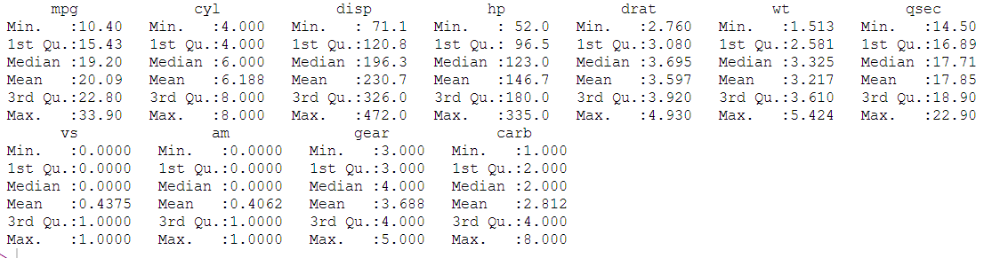 mpg             cyl             disp             hp             drat             wt             qsec
 Min.   :10.40   Min.   :4.000   Min.   : 71.1   Min.   : 52.0   Min.   :2.760   Min.   :1.513   Min.   :14.50
 1st Qu.:15.43   1st Qu.:4.000   1st Qu.:120.8   1st Qu.: 96.5   1st Qu.:3.080   1st Qu.:2.581   1st Qu.:16.89
 Median :19.20   Median :6.000   Median :196.3   Median :123.0   Median :3.695   Median :3.325   Median :17.71
 Mean   :20.09   Mean   :6.188   Mean   :230.7   Mean   :146.7   Mean   :3.597   Mean   :3.217   Mean   :17.85
 3rd Qu.:22.80   3rd Qu.:8.000   3rd Qu.:326.0   3rd Qu.:180.0   3rd Qu.:3.920   3rd Qu.:3.610   3rd Qu.:18.90
 Max.   :33.90   Max.   :8.000   Max.   :472.0   Max.   :335.0   Max.   :4.930   Max.   :5.424   Max.   :22.90
       vs               am              gear            carb
 Min.   :0.0000   Min.   :0.0000   Min.   :3.000   Min.   :1.000
 1st Qu.:0.0000   1st Qu.:0.0000   1st Qu.:3.000   1st Qu.:2.000
 Median :0.0000   Median :0.0000   Median :4.000   Median :2.000
 Mean   :0.4375   Mean   :0.4062   Mean   :3.688   Mean   :2.812
 3rd Qu.:1.0000   3rd Qu.:1.0000   3rd Qu.:4.000   3rd Qu.:4.000
 Max.   :1.0000   Max.   :1.0000   Max.   :5.000   Max.   :8.000